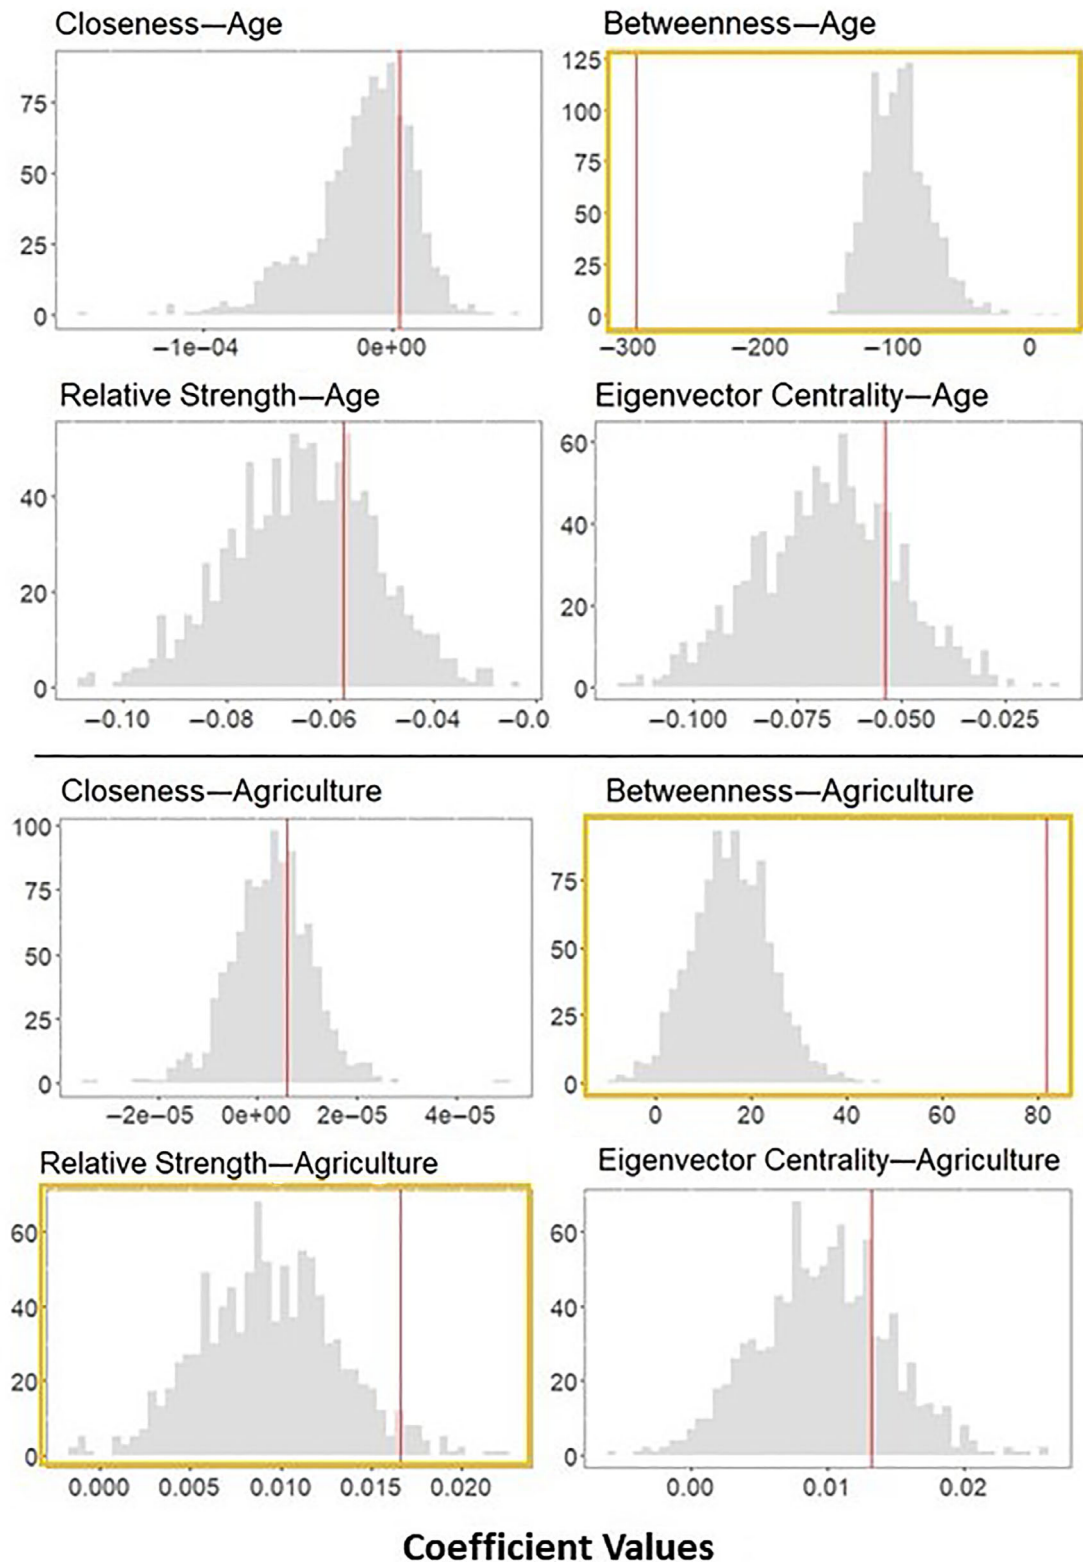 Closeness—Age
75
50
25
0
−1e−04 0e+00
Betweenness—Age
125
100
75
50
25
0
−300 −200 −100 0
Relative Strength—Age
40
20
0
−0.10 −0.08 −0.06 −0.04 −0.0
Eigenvector Centrality—Age
60
40
20
0
−0.100 −0.075 −0.050 −0.025
Closeness—Agriculture
100
75
50
25
0
−2e−05 0e+00 2e−05 4e−05
Betweenness—Agriculture
75
50
25
0
0 20 40 60 80
Relative Strength—Agriculture
60
40
20
0
0.000 0.005 0.010 0.015 0.020
Eigenvector Centrality—Agriculture
60
40
20
0
0.00 0.01 0.02
Coefficient Values